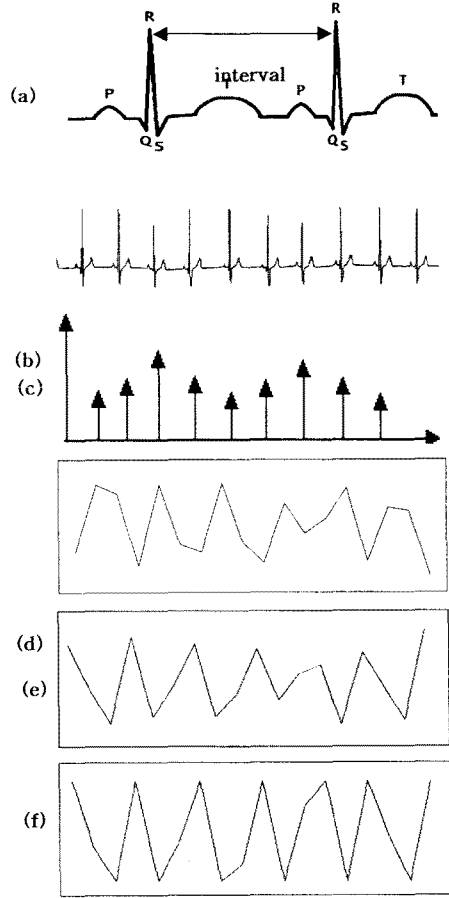 R R
interval
(a) P T P T
Q S Q S
(b)
(c)
(d)
(e)
(f)